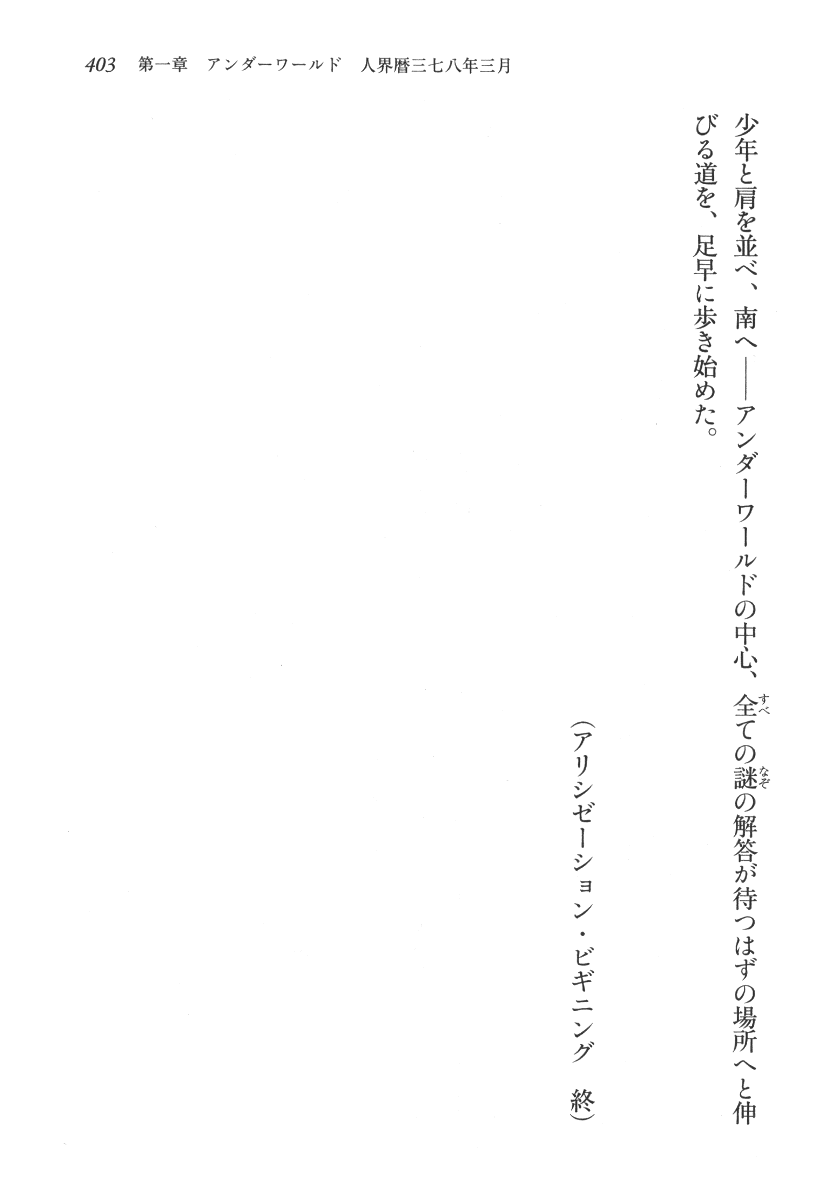 403 第一章 アンダーワールド 人界暦三七八年三月
少年と肩を並べ、南へ――アンダーワールドの中心、全ての謎の解答が待つはずの場所へと伸
びる道を、足早に歩き始めた。
（アリシゼーション・ビギニング 終）